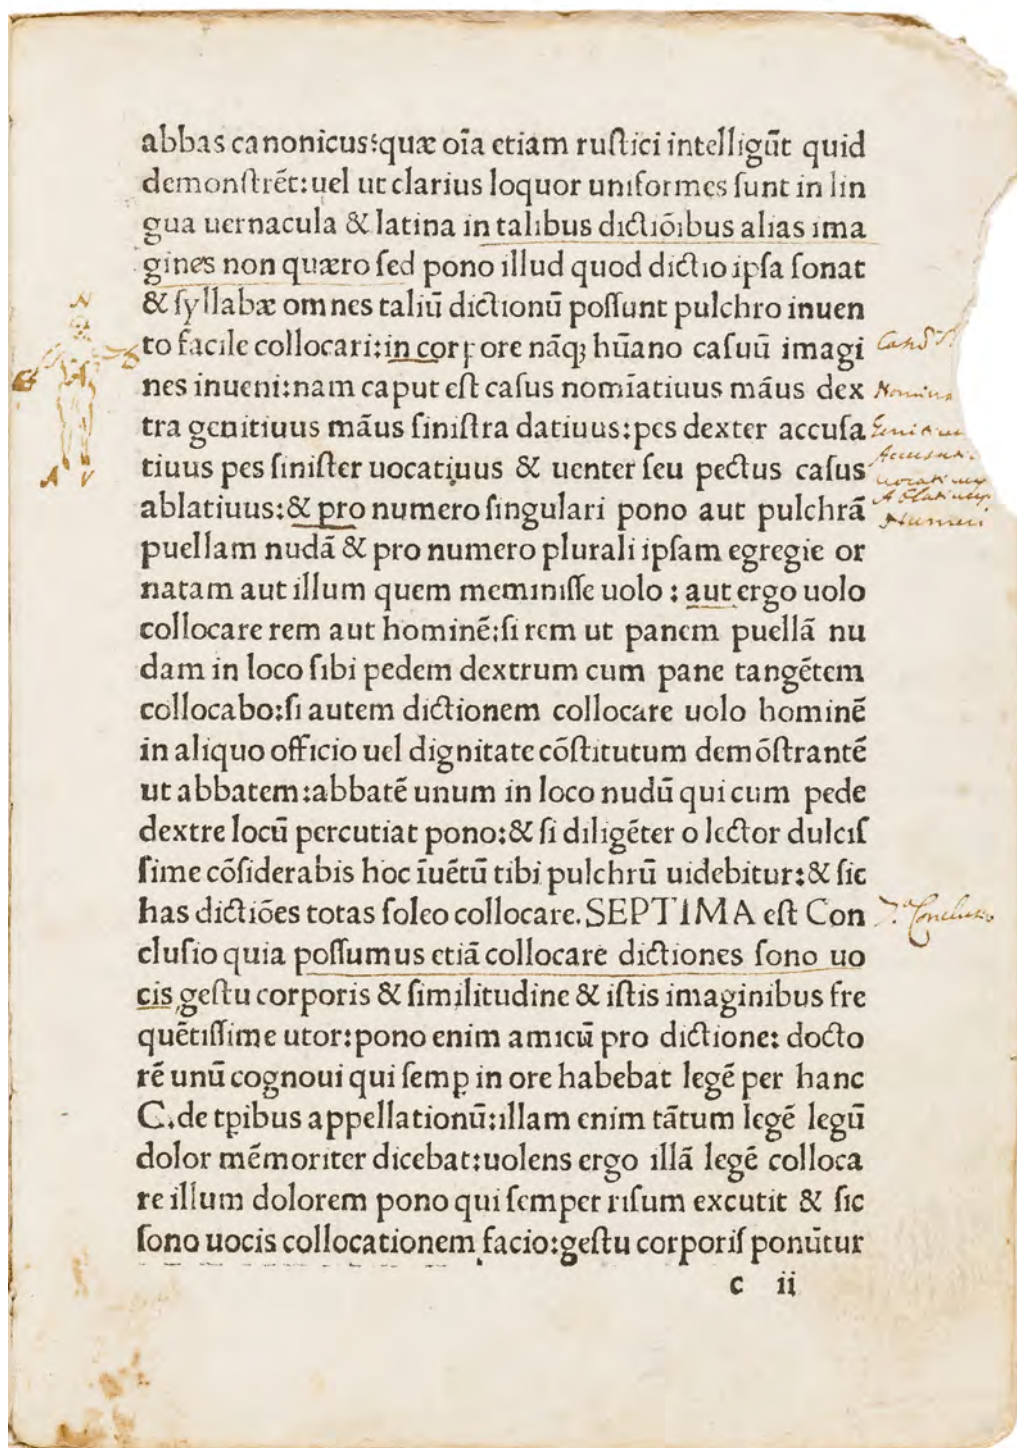 abbas canonicus:quæ oīa etiam rustici intelligūt quid
demonstrēt:uel ut clarius loquor uniformes sunt in lin
gua uernacula & latina in talibus dictiōibus alias ima
gines non quæro sed pono illud quod dictio ipsa sonat
& syllabæ omnes taliū dictionū possunt pulchro inuen
to facile collocari:in corpore nāq; hūano casuū imagi
nes inueni:nam caput est casus nomīatiuus māus dex
tra genitiuus māus sinistra datiuus:pes dexter accusa
tiuus pes sinister uocatiuus & uenter seu pectus casus
ablatiuus:& pro numero singulari pono aut pulchrā
puellam nudā & pro numero plurali ipsam egregie or
natam aut illum quem meminisse uolo : aut ergo uolo
collocare rem aut hominē:si rem ut panem puellā nu
dam in loco sibi pedem dextrum cum pane tangētem
collocabo:si autem dictionem collocare uolo hominē
in aliquo officio uel dignitate cōstitutum demōstrantē
ut abbatem:abbatē unum in loco nudū qui cum pede
dextre locū percutiat pono:& si diligēter o lector dulcis
sime cōsiderabis hoc īuētū tibi pulchrū uidebitur:& sic
has dictiōes totas soleo collocare.SEPTIMA est Con
clusio quia possumus etiā collocare dictiones sono uo
cis gestu corporis & similitudine & istis imaginibus fre
quētissime utor:pono enim amicū pro dictione: docto
rē unū cognoui qui semp in ore habebat legē per hanc
C.de tpibus appellationū:illam enim tātum legē legū
dolor mēmoriter dicebat:uolens ergo illā legē colloca
re illum dolorem pono qui semper risum excutit & sic
sono uocis collocationem facio:gestu corporis ponūtur
c ii
N
A V
Nomina
Accusati
uocatiuus
Ablatiuus
Numeri
7.a Conclusio